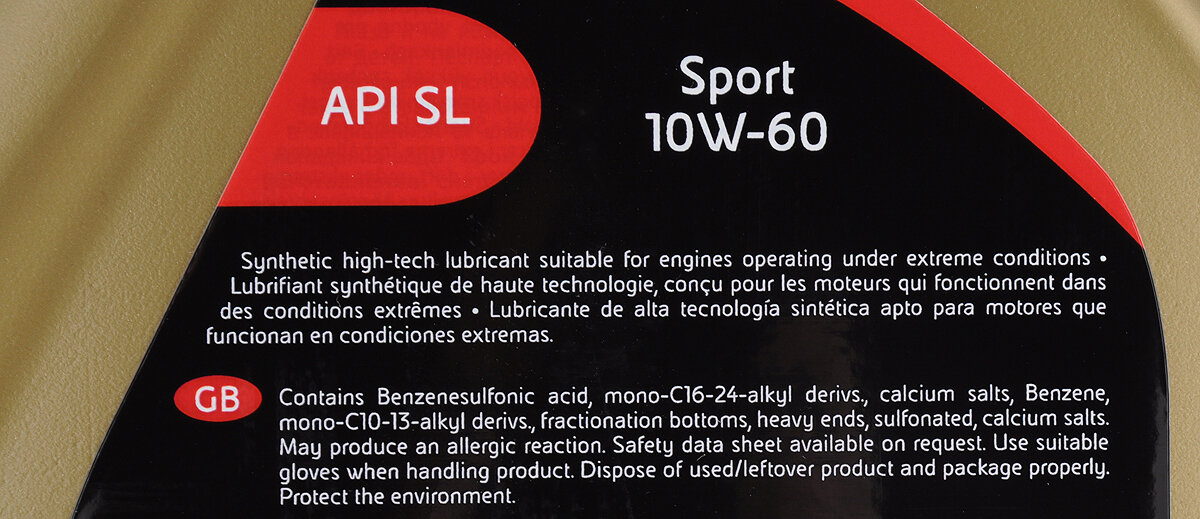 API SL
Sport
10W-60
Synthetic high-tech lubricant suitable for engines operating under extreme conditions •
Lubrifiant synthétique de haute technologie, conçu pour les moteurs qui fonctionnent dans
des conditions extrêmes • Lubricante de alta tecnología sintética apto para motores que
funcionan en condiciones extremas.
GB
Contains Benzenesulfonic acid, mono-C16-24-alkyl derivs., calcium salts, Benzene,
mono-C10-13-alkyl derivs., fractionation bottoms, heavy ends, sulfonated, calcium salts.
May produce an allergic reaction. Safety data sheet available on request. Use suitable
gloves when handling product. Dispose of used/leftover product and package properly.
Protect the environment.